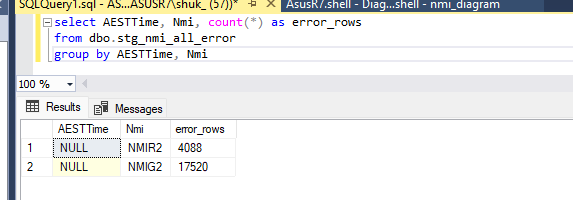 SQLQuery1.sql - AS...ASUSR7\shuk_ (57))* AsusR7.shell - Diag...shell - nmi_diagram
select AESTTime, Nmi, count(*) as error_rows
from dbo.stg_nmi_all_error
group by AESTTime, Nmi
100 %
Results Messages
AESTTime Nmi error_rows
1 NULL NMIR2 4088
2 NULL NMIG2 17520